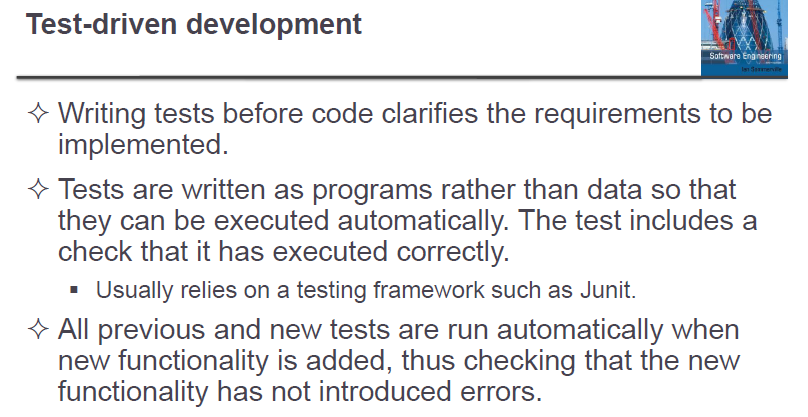 Test-driven development
Software Engineering
Ian Sommerville
✧ Writing tests before code clarifies the requirements to be
implemented.
✧ Tests are written as programs rather than data so that
they can be executed automatically. The test includes a
check that it has executed correctly.
▪ Usually relies on a testing framework such as Junit.
✧ All previous and new tests are run automatically when
new functionality is added, thus checking that the new
functionality has not introduced errors.